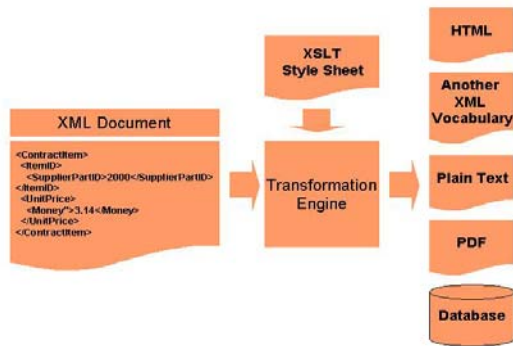 XML Document
<ContractItem>
<ItemID>
<SupplierPartID>2000</SupplierPartID>
</ItemID>
<UnitPrice>
<Money">3.14</Money>
</UnitPrice>
</ContractItem>
XSLT
Style Sheet
Transformation
Engine
HTML
Another
XML
Vocabulary
Plain Text
PDF
Database